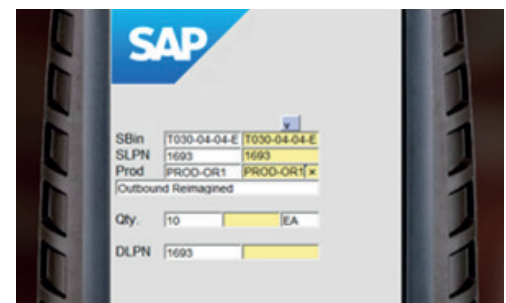 SAP
SBin T030-04-04-E T030-04-04-E
SLPN 1693 1693
Prod PROD-OR1 PROD-OR1 ×
Outbound Reimagined
Qty. 10 EA
DLPN 1693